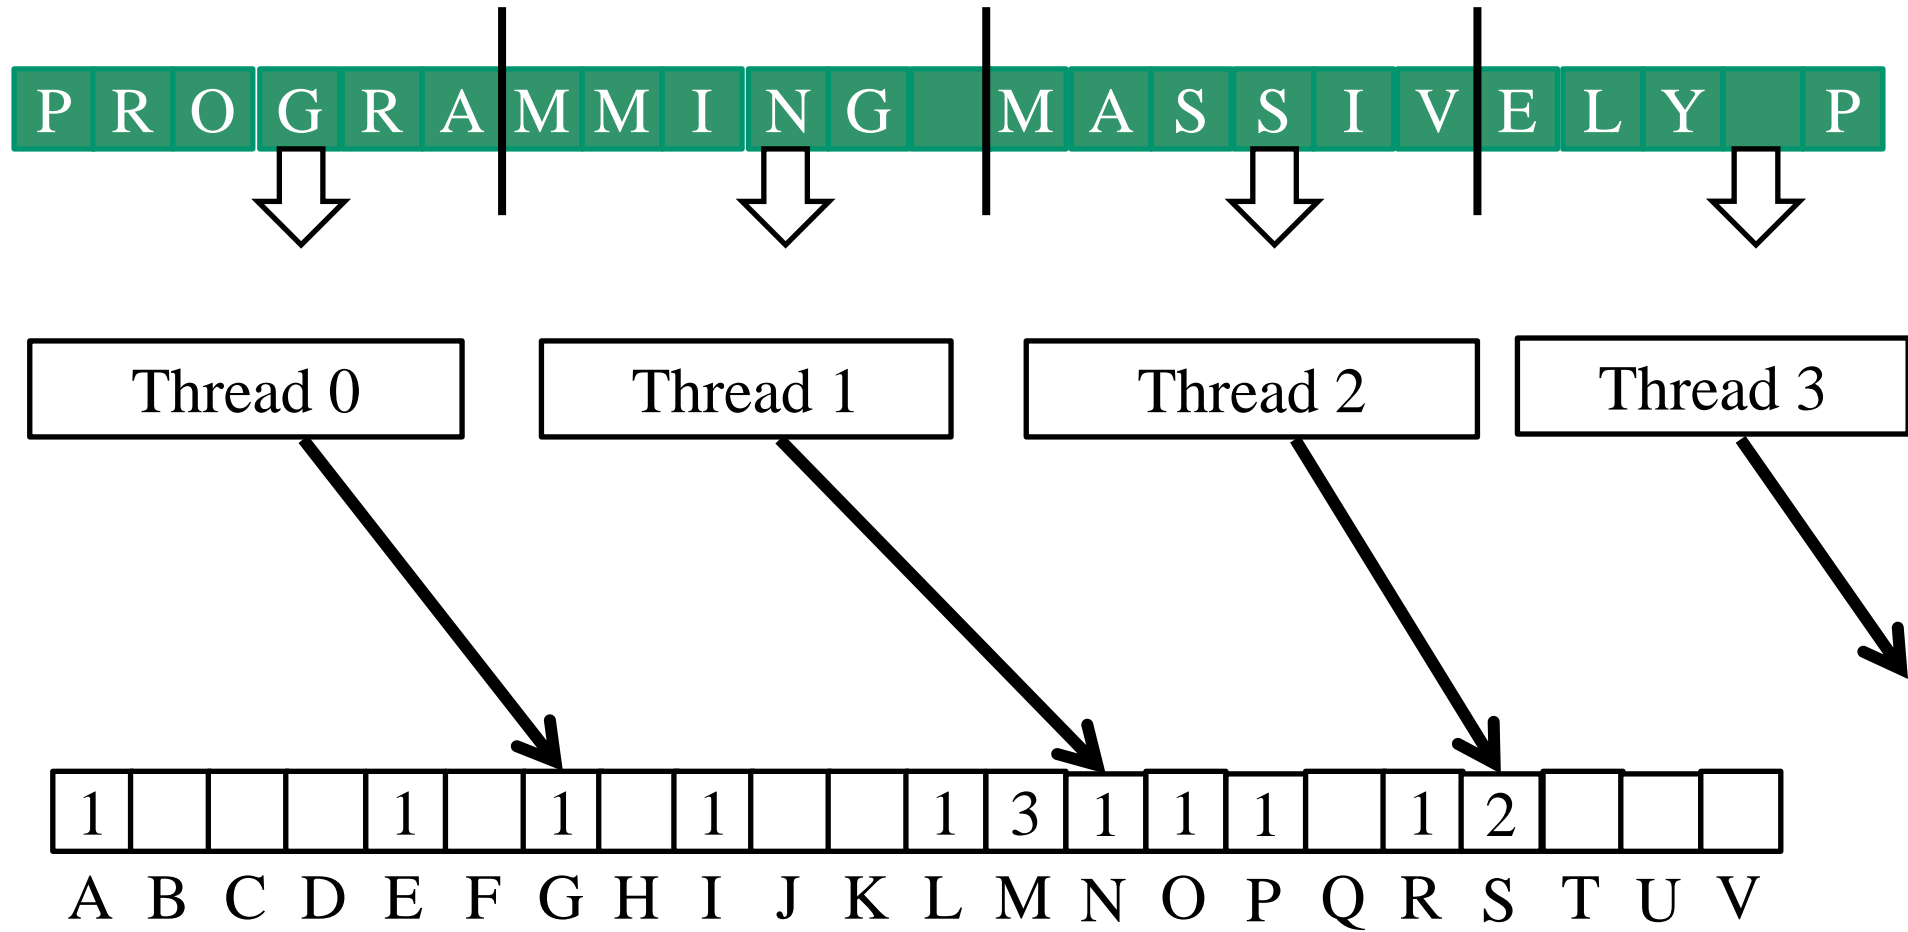 P R O G R A M M I N G M A S S I V E L Y P
Thread 0 Thread 1 Thread 2 Thread 3
1 1 1 1 1 3 1 1 1 1 2
A B C D E F G H I J K L M N O P Q R S T U V